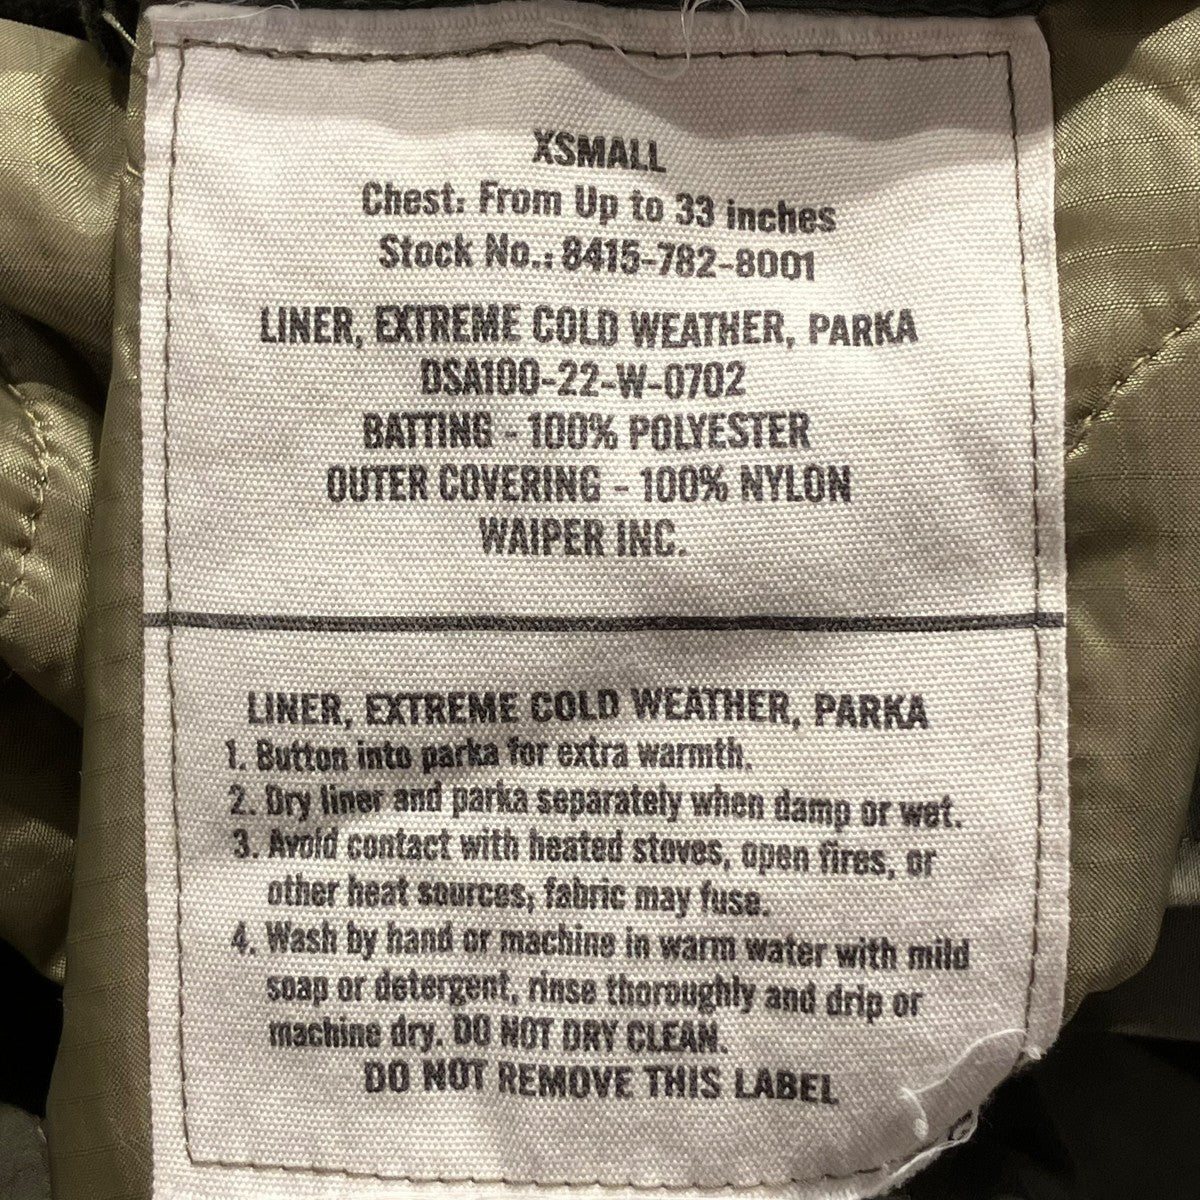 XSMALL
Chest: From Up to 33 inches
Stock No.: 8415-782-8001
LINER, EXTREME COLD WEATHER, PARKA
DSA100-22-W-0702
BATTING - 100% POLYESTER
OUTER COVERING - 100% NYLON
WAIPER INC.
LINER, EXTREME COLD WEATHER, PARKA
1. Button into parka for extra warmth.
2. Dry liner and parka separately when damp or wet.
3. Avoid contact with heated stoves, open fires, or
other heat sources; fabric may fuse.
4. Wash by hand or machine in warm water with mild
soap or detergent, rinse thoroughly and drip or
machine dry. DO NOT DRY CLEAN.
DO NOT REMOVE THIS LABEL